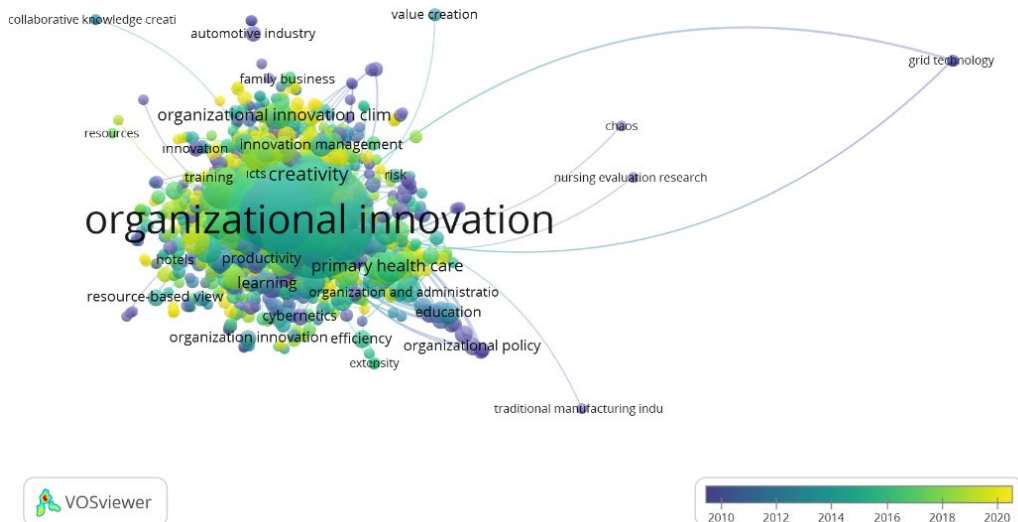 collaborative knowledge creati
value creation
automotive industry
grid technology
family business
organizational innovation clim
chaos
resources
innovation
innovation management
training
icts
creativity
risk
nursing evaluation research
organizational innovation
hotels
productivity
primary health care
learning
resource-based view
organization and administratio
cybernetics
education
organization innovation
efficiency
organizational policy
extensity
traditional manufacturing indu
VOSviewer
2010 2012 2014 2016 2018 2020